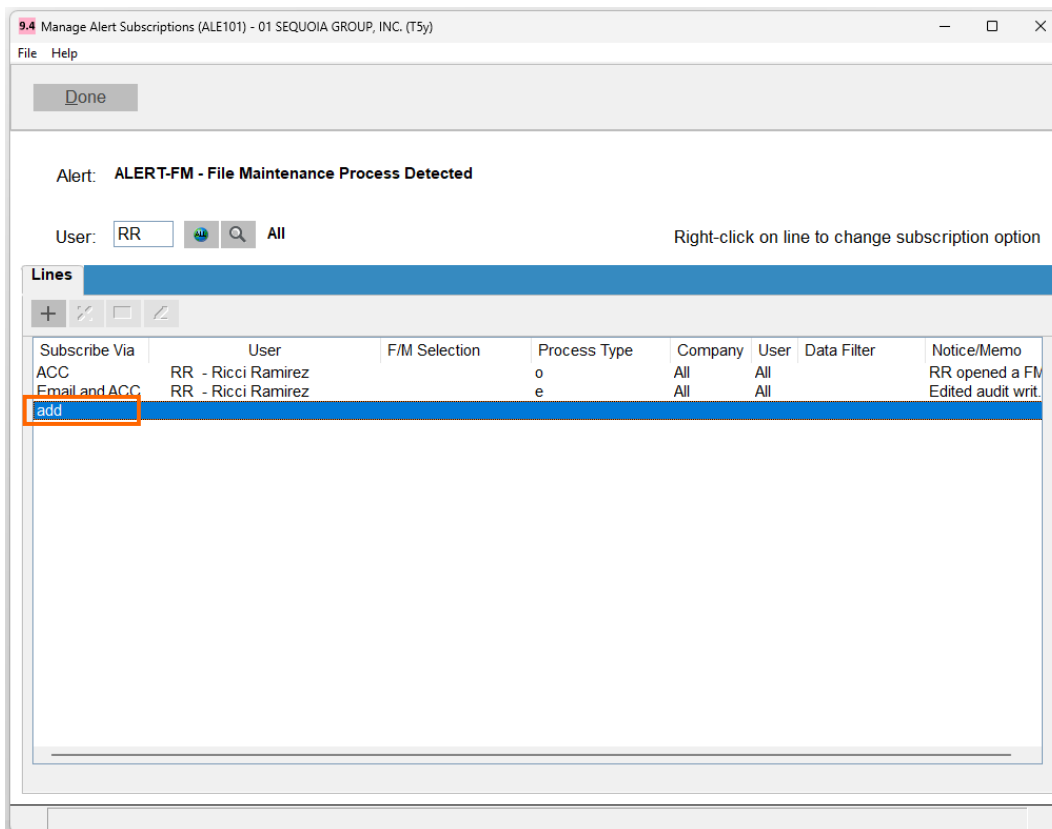 9.4 Manage Alert Subscriptions (ALE101) - 01 SEQUOIA GROUP, INC. (T5y)
File Help
Done
Alert: ALERT-FM - File Maintenance Process Detected
User: RR ALL All Right-click on line to change subscription option
Lines
Subscribe Via User F/M Selection Process Type Company User Data Filter Notice/Memo
ACC RR - Ricci Ramirez o All All RR opened a FM
Email and ACC RR - Ricci Ramirez e All All Edited audit writ...
add